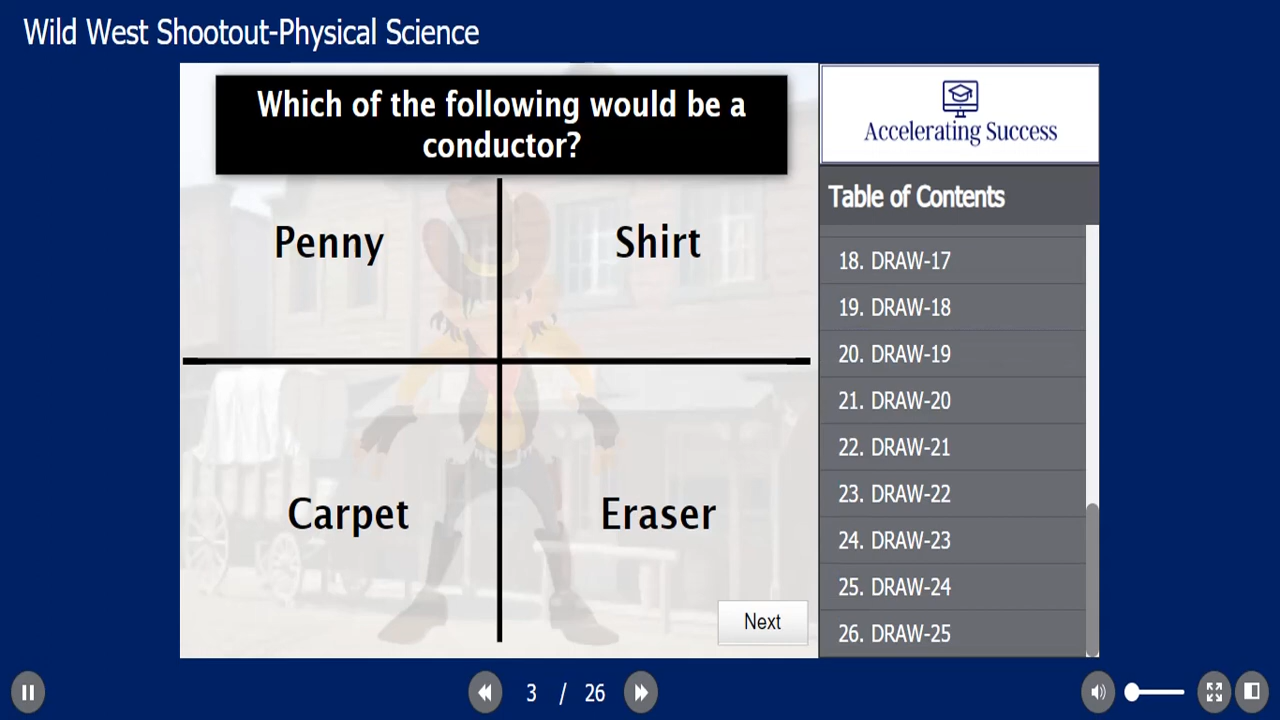 Wild West Shootout-Physical Science
Which of the following would be a
conductor?
Penny
Shirt
Carpet
Eraser
Next
Accelerating Success
Table of Contents
18. DRAW-17
19. DRAW-18
20. DRAW-19
21. DRAW-20
22. DRAW-21
23. DRAW-22
24. DRAW-23
25. DRAW-24
26. DRAW-25
3 / 26